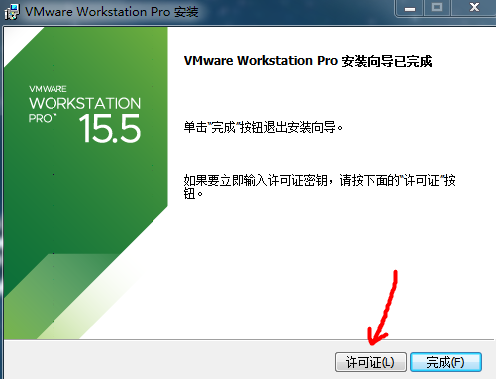 VMware Workstation Pro 安装
VMware Workstation Pro 安装向导已完成
VMWARE
WORKSTATION
PRO™
15.5
单击"完成"按钮退出安装向导。
如果要立即输入许可证密钥，请按下面的"许可证"按
钮。
许可证(L)
完成(F)